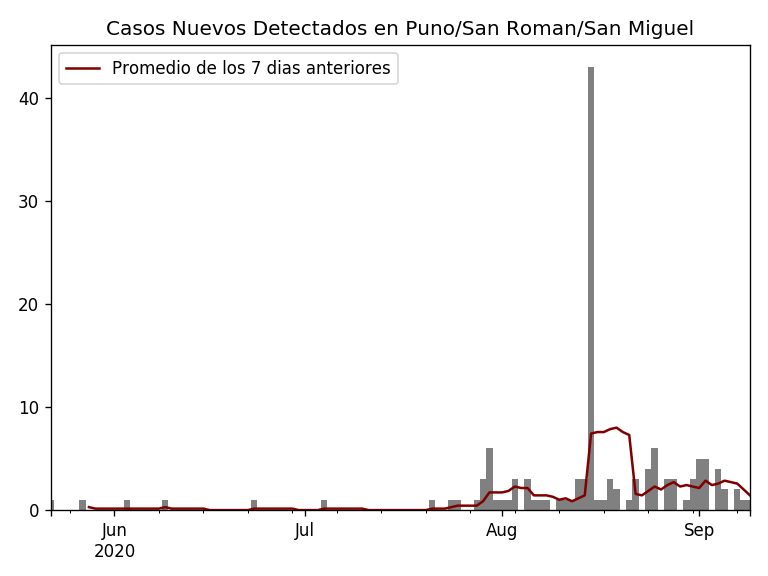 Casos Nuevos Detectados en Puno/San Roman/San Miguel
Promedio de los 7 dias anteriores
40
30
20
10
0
Jun
2020
Jul
Aug
Sep